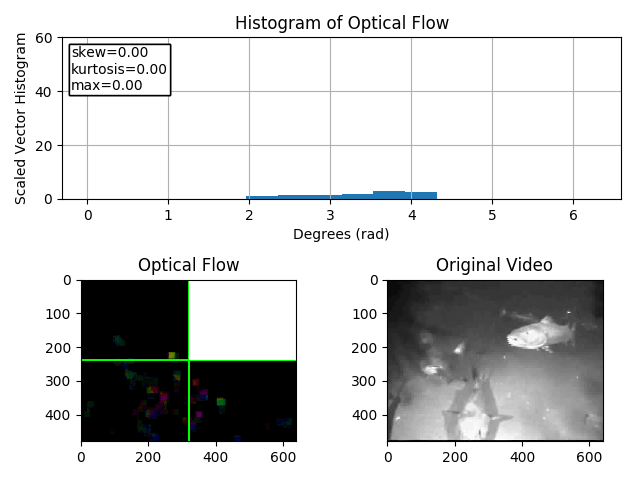 Histogram of Optical Flow
Scaled Vector Histogram
60
40
20
0
skew=0.00
kurtosis=0.00
max=0.00
0 1 2 3 4 5 6
Degrees (rad)
Optical Flow
0
100
200
300
400
0 200 400 600
Original Video
0
100
200
300
400
0 200 400 600